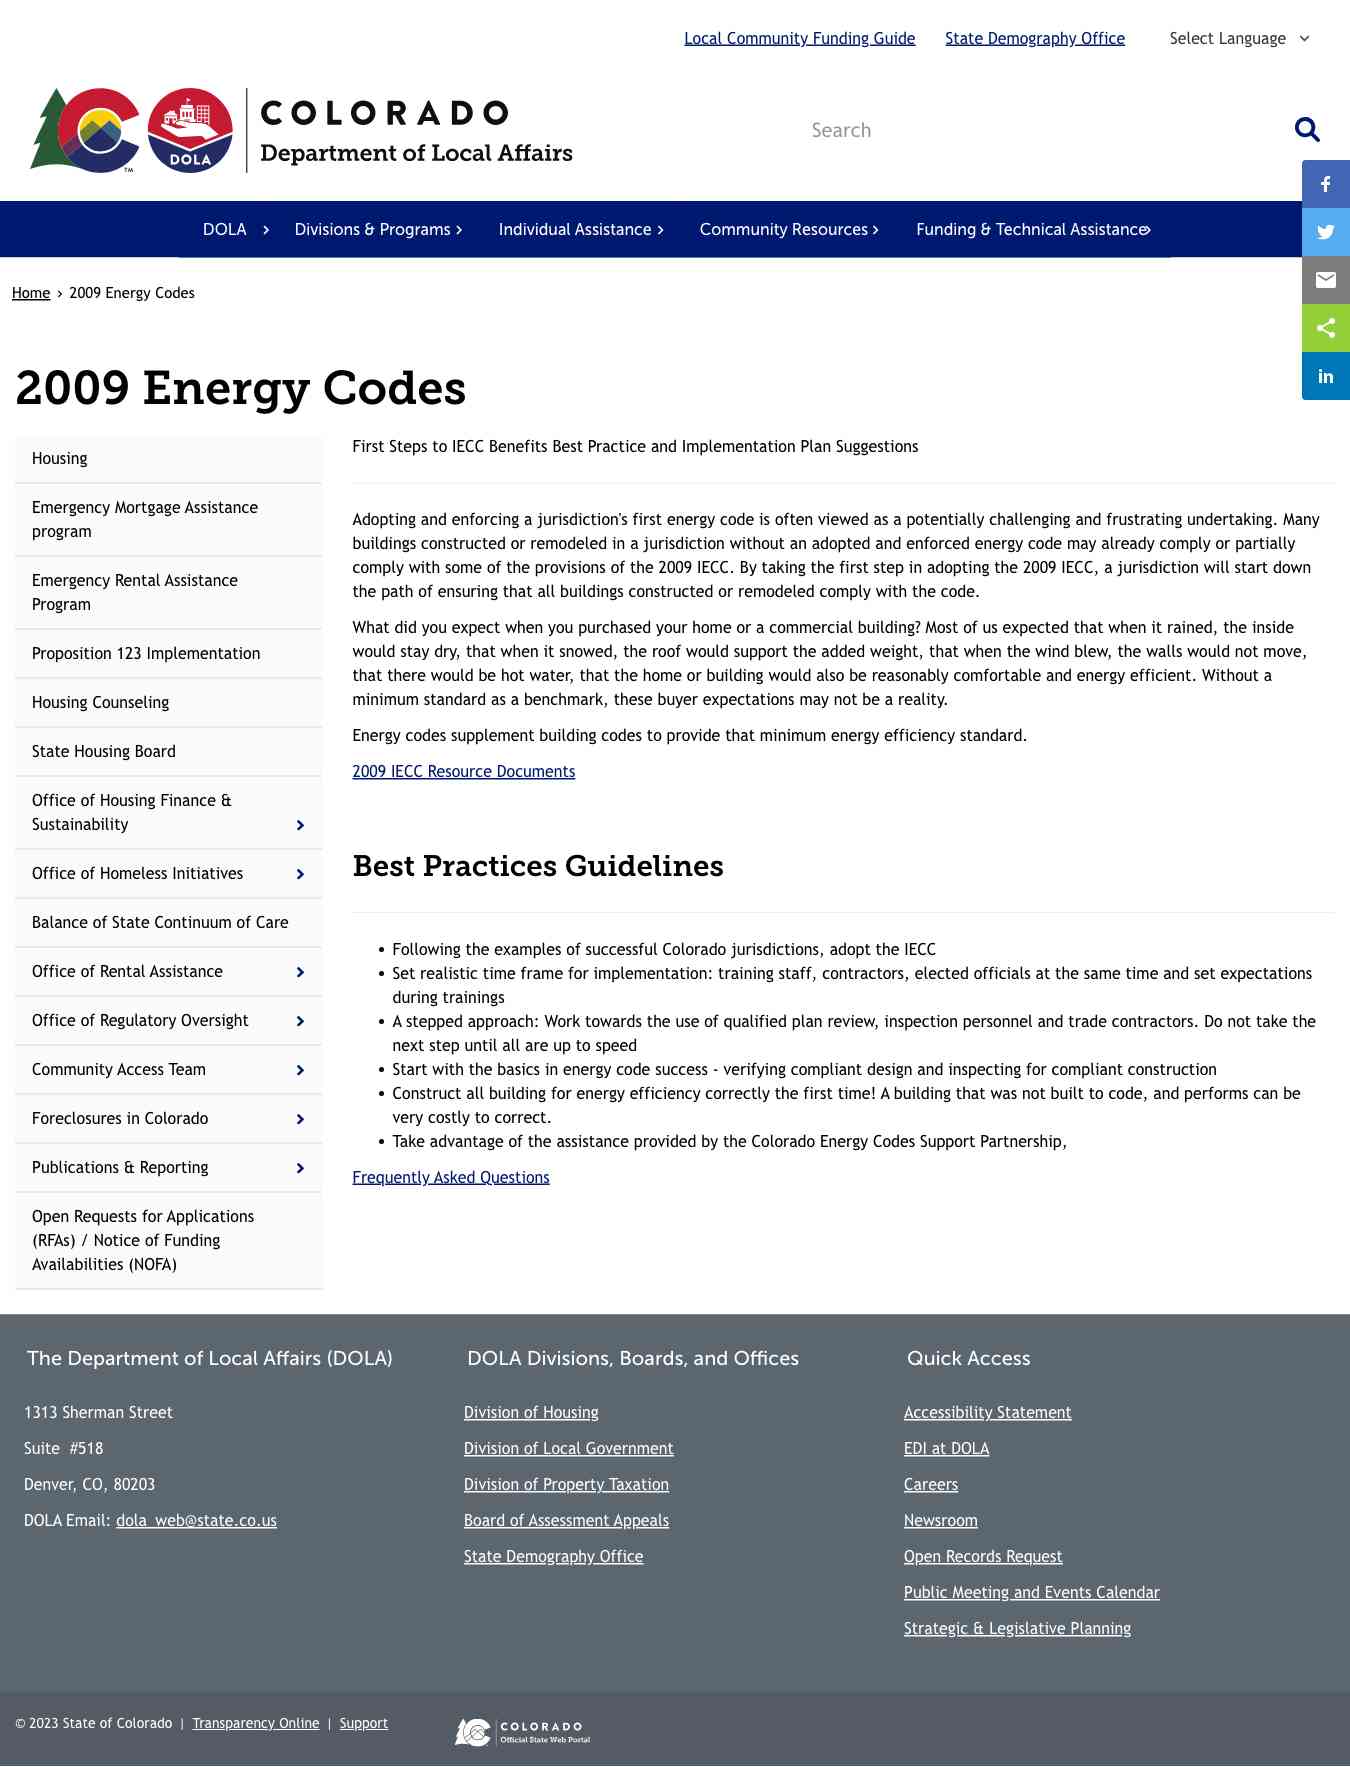 Local Community Funding Guide State Demography Office Select Language
COLORADO
Department of Local Affairs
DOLA
TM
Search
DOLA Divisions & Programs Individual Assistance Community Resources Funding & Technical Assistance
Home › 2009 Energy Codes
2009 Energy Codes
Housing
Emergency Mortgage Assistance
program
Emergency Rental Assistance
Program
Proposition 123 Implementation
Housing Counseling
State Housing Board
Office of Housing Finance &
Sustainability
Office of Homeless Initiatives
Balance of State Continuum of Care
Office of Rental Assistance
Office of Regulatory Oversight
Community Access Team
Foreclosures in Colorado
Publications & Reporting
Open Requests for Applications
(RFAs) / Notice of Funding
Availabilities (NOFA)
First Steps to IECC Benefits Best Practice and Implementation Plan Suggestions
Adopting and enforcing a jurisdiction's first energy code is often viewed as a potentially challenging and frustrating undertaking. Many
buildings constructed or remodeled in a jurisdiction without an adopted and enforced energy code may already comply or partially
comply with some of the provisions of the 2009 IECC. By taking the first step in adopting the 2009 IECC, a jurisdiction will start down
the path of ensuring that all buildings constructed or remodeled comply with the code.
What did you expect when you purchased your home or a commercial building? Most of us expected that when it rained, the inside
would stay dry, that when it snowed, the roof would support the added weight, that when the wind blew, the walls would not move,
that there would be hot water, that the home or building would also be reasonably comfortable and energy efficient. Without a
minimum standard as a benchmark, these buyer expectations may not be a reality.
Energy codes supplement building codes to provide that minimum energy efficiency standard.
2009 IECC Resource Documents
Best Practices Guidelines
• Following the examples of successful Colorado jurisdictions, adopt the IECC
• Set realistic time frame for implementation: training staff, contractors, elected officials at the same time and set expectations
during trainings
• A stepped approach: Work towards the use of qualified plan review, inspection personnel and trade contractors. Do not take the
next step until all are up to speed
• Start with the basics in energy code success - verifying compliant design and inspecting for compliant construction
• Construct all building for energy efficiency correctly the first time! A building that was not built to code, and performs can be
very costly to correct.
• Take advantage of the assistance provided by the Colorado Energy Codes Support Partnership,
Frequently Asked Questions
The Department of Local Affairs (DOLA)
1313 Sherman Street
Suite #518
Denver, CO, 80203
DOLA Email: dola_web@state.co.us
DOLA Divisions, Boards, and Offices
Division of Housing
Division of Local Government
Division of Property Taxation
Board of Assessment Appeals
State Demography Office
Quick Access
Accessibility Statement
EDI at DOLA
Careers
Newsroom
Open Records Request
Public Meeting and Events Calendar
Strategic & Legislative Planning
© 2023 State of Colorado | Transparency Online | Support
COLORADO
Official State Web Portal